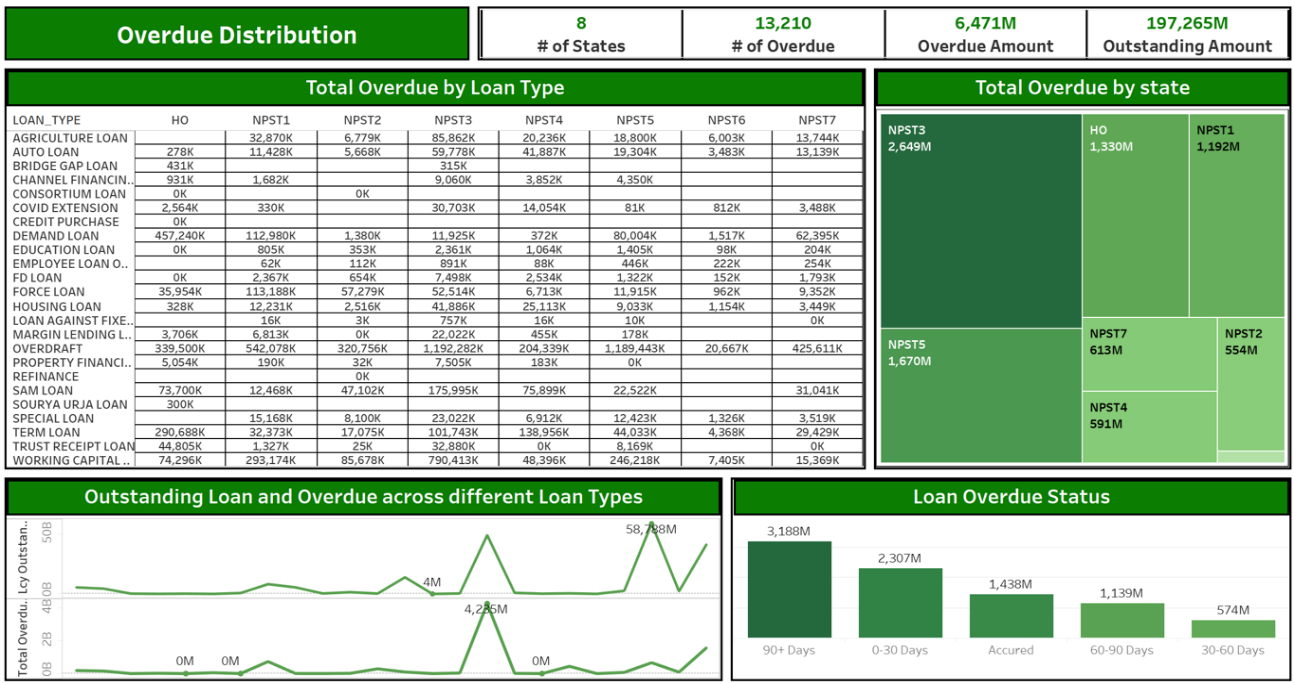 Overdue Distribution
8 13,210 6,471M 197,265M
# of States # of Overdue Overdue Amount Outstanding Amount
Total Overdue by Loan Type
LOAN_TYPE HO NPST1 NPST2 NPST3 NPST4 NPST5 NPST6 NPST7
AGRICULTURE LOAN 32,870K 6,779K 85,862K 20,236K 18,800K 6,003K 13,744K
AUTO LOAN 278K 11,428K 5,668K 59,778K 41,887K 19,304K 3,483K 13,139K
BRIDGE GAP LOAN 431K 315K
CHANNEL FINANCIN.. 931K 1,682K 9,060K 3,852K 4,350K
CONSORTIUM LOAN 0K 0K
COVID EXTENSION 2,564K 330K 30,703K 14,054K 81K 812K 3,488K
CREDIT PURCHASE 0K
DEMAND LOAN 457,240K 112,980K 1,380K 11,925K 372K 80,004K 1,517K 62,395K
EDUCATION LOAN 0K 805K 353K 2,361K 1,064K 1,405K 98K 204K
EMPLOYEE LOAN O.. 62K 112K 891K 88K 446K 222K 254K
FD LOAN 0K 2,367K 654K 7,498K 2,534K 1,322K 152K 1,793K
FORCE LOAN 35,954K 113,188K 57,279K 52,514K 6,713K 11,915K 962K 9,352K
HOUSING LOAN 328K 12,231K 2,516K 41,886K 25,113K 9,033K 1,154K 3,449K
LOAN AGAINST FIXE.. 16K 3K 757K 16K 10K 0K
MARGIN LENDING L.. 3,706K 6,813K 0K 22,022K 455K 178K
OVERDRAFT 339,500K 542,078K 320,756K 1,192,282K 204,339K 1,189,443K 20,667K 425,611K
PROPERTY FINANCI.. 5,054K 190K 32K 7,505K 183K 0K
REFINANCE 0K
SAM LOAN 73,700K 12,468K 47,102K 175,995K 75,899K 22,522K 31,041K
SOURYA URJA LOAN 300K
SPECIAL LOAN 15,168K 8,100K 23,022K 6,912K 12,423K 1,326K 3,519K
TERM LOAN 290,688K 32,373K 17,075K 101,743K 138,956K 44,033K 4,368K 29,429K
TRUST RECEIPT LOAN 44,805K 1,327K 25K 32,880K 0K 8,169K 0K
WORKING CAPITAL .. 74,296K 293,174K 85,678K 790,413K 48,396K 246,218K 7,405K 15,369K
Total Overdue by state
NPST3
2,649M
HO
1,330M
NPST1
1,192M
NPST5
1,670M
NPST7
613M
NPST2
554M
NPST4
591M
Outstanding Loan and Overdue across different Loan Types
Lcy Outstan..
50B
0B
58,788M
4M
Total Overdu..
4B
2B
0B
4,235M
0M 0M 0M
Loan Overdue Status
3,188M
2,307M
1,438M
1,139M
574M
90+ Days 0-30 Days Accured 60-90 Days 30-60 Days